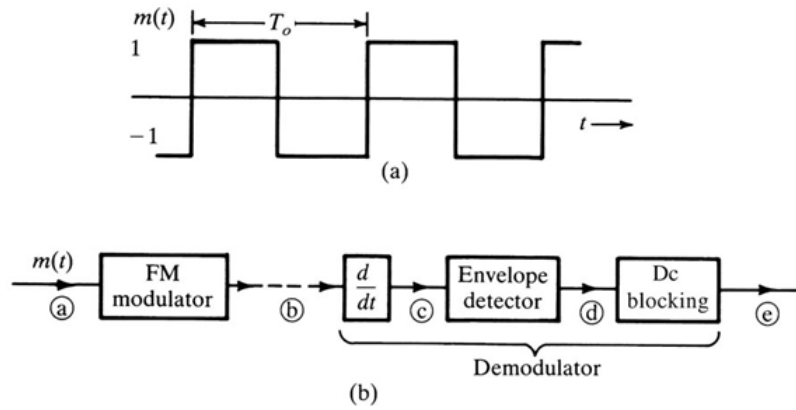 m(t)
T_o
1
-1
t
(a)
m(t)
FM
modulator
d
dt
Envelope
detector
Dc
blocking
ⓐ
ⓑ
ⓒ
ⓓ
ⓔ
Demodulator
(b)